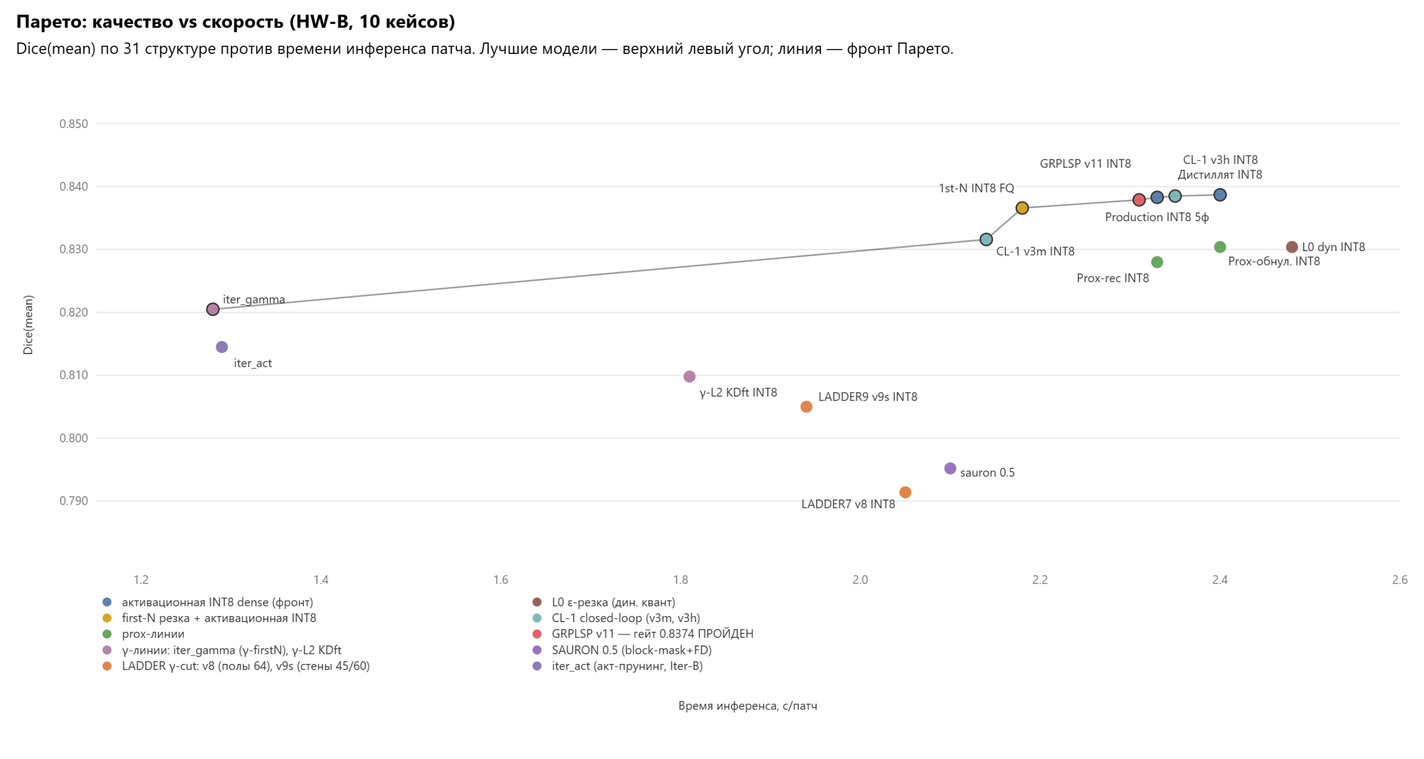 Парето: качество vs скорость (HW-B, 10 кейсов)
Dice(mean) по 31 структуре против времени инференса патча. Лучшие модели — верхний левый угол; линия — фронт Парето.
0.850
GRPLSP v11 INT8
CL-1 v3h INT8
Дистиллят INT8
0.840
1st-N INT8 FQ
Production INT8 5ф
0.830
CL-1 v3m INT8
L0 dyn INT8
Prox-обнул. INT8
Prox-rec INT8
iter_gamma
0.820
Dice(mean)
iter_act
0.810
γ-L2 KDft INT8
LADDER9 v9s INT8
0.800
sauron 0.5
0.790
LADDER7 v8 INT8
1.2
1.4
1.6
1.8
2.0
2.2
2.4
2.6
активационная INT8 dense (фронт)
first-N резка + активационная INT8
prox-линии
γ-линии: iter_gamma (γ-firstN), γ-L2 KDft
LADDER γ-cut: v8 (полы 64), v9s (стены 45/60)
L0 ε-резка (дин. квант)
CL-1 closed-loop (v3m, v3h)
GRPLSP v11 — гейт 0.8374 ПРОЙДЕН
SAURON 0.5 (block-mask+FD)
iter_act (акт-прунинг, Iter-B)
Время инференса, с/патч